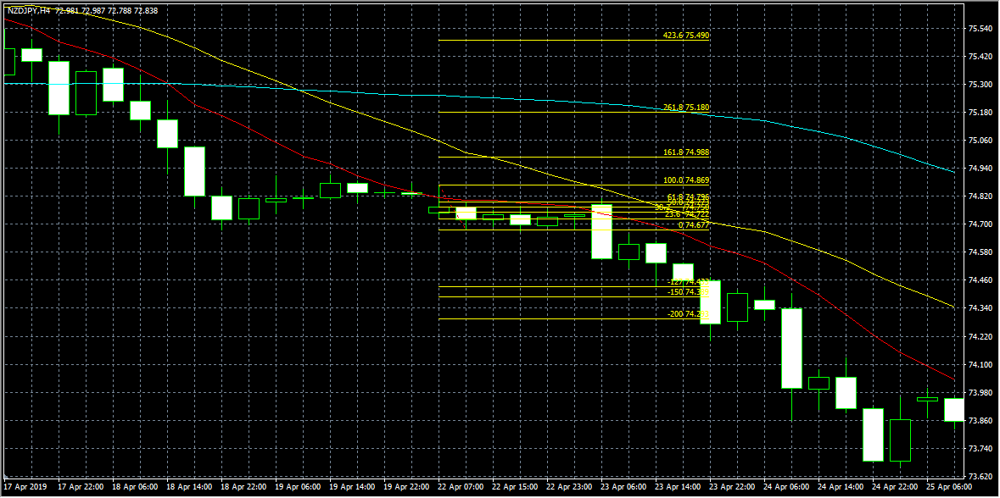 NZDJPY,H4 72.981 72.987 72.788 72.838
423.6 75.490
261.8 75.180
161.8 74.988
100.0 74.869
61.8 74.796
23.6 74.722
0 74.677
-127
-150
-200
75.540
75.420
75.300
75.180
75.060
74.940
74.820
74.700
74.580
74.460
74.340
74.220
74.100
73.980
73.860
73.740
73.620
17 Apr 2019
17 Apr 22:00
18 Apr 06:00
18 Apr 14:00
18 Apr 22:00
19 Apr 06:00
19 Apr 14:00
19 Apr 22:00
22 Apr 07:00
22 Apr 15:00
22 Apr 23:00
23 Apr 06:00
23 Apr 14:00
23 Apr 22:00
24 Apr 06:00
24 Apr 14:00
24 Apr 22:00
25 Apr 06:00